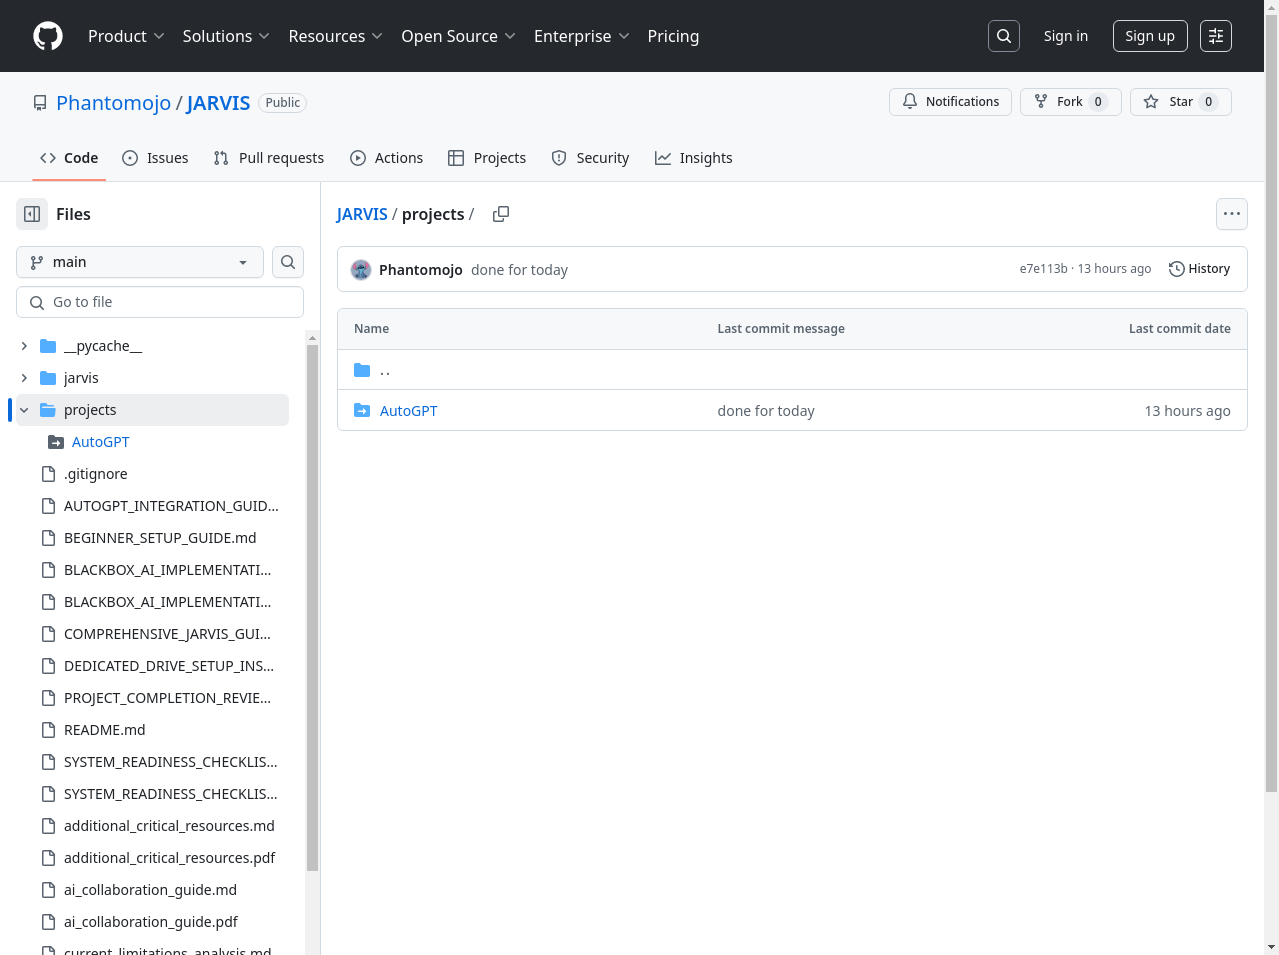 Product Solutions Resources Open Source Enterprise Pricing Sign in Sign up
Phantomojo / JARVIS Public Notifications Fork 0 Star 0
Code Issues Pull requests Actions Projects Security Insights
Files
main
Go to file
__pycache__
jarvis
projects
AutoGPT
.gitignore
AUTOGPT_INTEGRATION_GUID...
BEGINNER_SETUP_GUIDE.md
BLACKBOX_AI_IMPLEMENTATI...
BLACKBOX_AI_IMPLEMENTATI...
COMPREHENSIVE_JARVIS_GUI...
DEDICATED_DRIVE_SETUP_INS...
PROJECT_COMPLETION_REVIE...
README.md
SYSTEM_READINESS_CHECKLIS...
SYSTEM_READINESS_CHECKLIS...
additional_critical_resources.md
additional_critical_resources.pdf
ai_collaboration_guide.md
ai_collaboration_guide.pdf
current_limitations_analysis.md
JARVIS / projects /
Phantomojo done for today e7e113b · 13 hours ago History
Name Last commit message Last commit date
..
AutoGPT done for today 13 hours ago